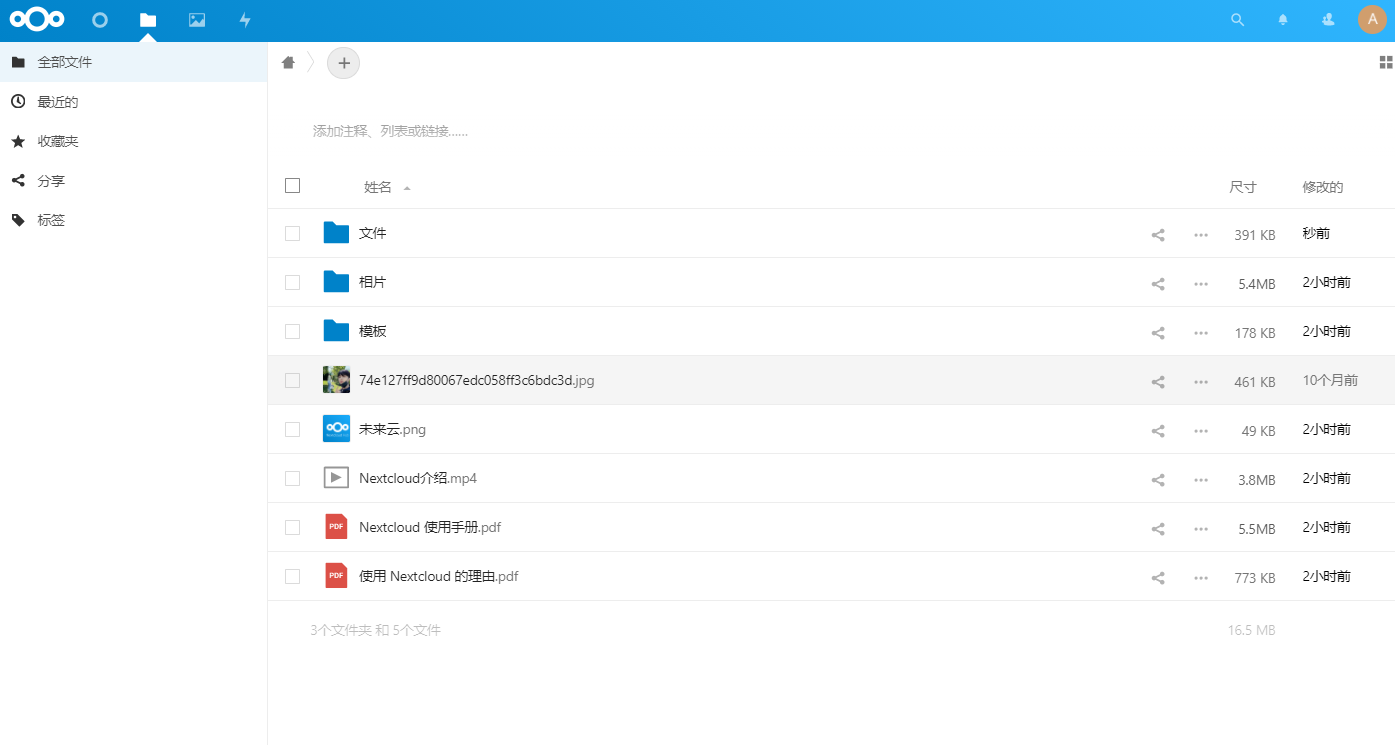 A
全部文件
最近的
收藏夹
分享
标签
添加注释、列表或链接......
姓名 尺寸 修改的
文件 391 KB 秒前
相片 5.4MB 2小时前
模板 178 KB 2小时前
74e127ff9d80067edc058ff3c6bdc3d.jpg 461 KB 10个月前
未来云.png 49 KB 2小时前
Nextcloud介绍.mp4 3.8MB 2小时前
PDF Nextcloud 使用手册.pdf 5.5MB 2小时前
PDF 使用 Nextcloud 的理由.pdf 773 KB 2小时前
3个文件夹 和 5个文件 16.5 MB